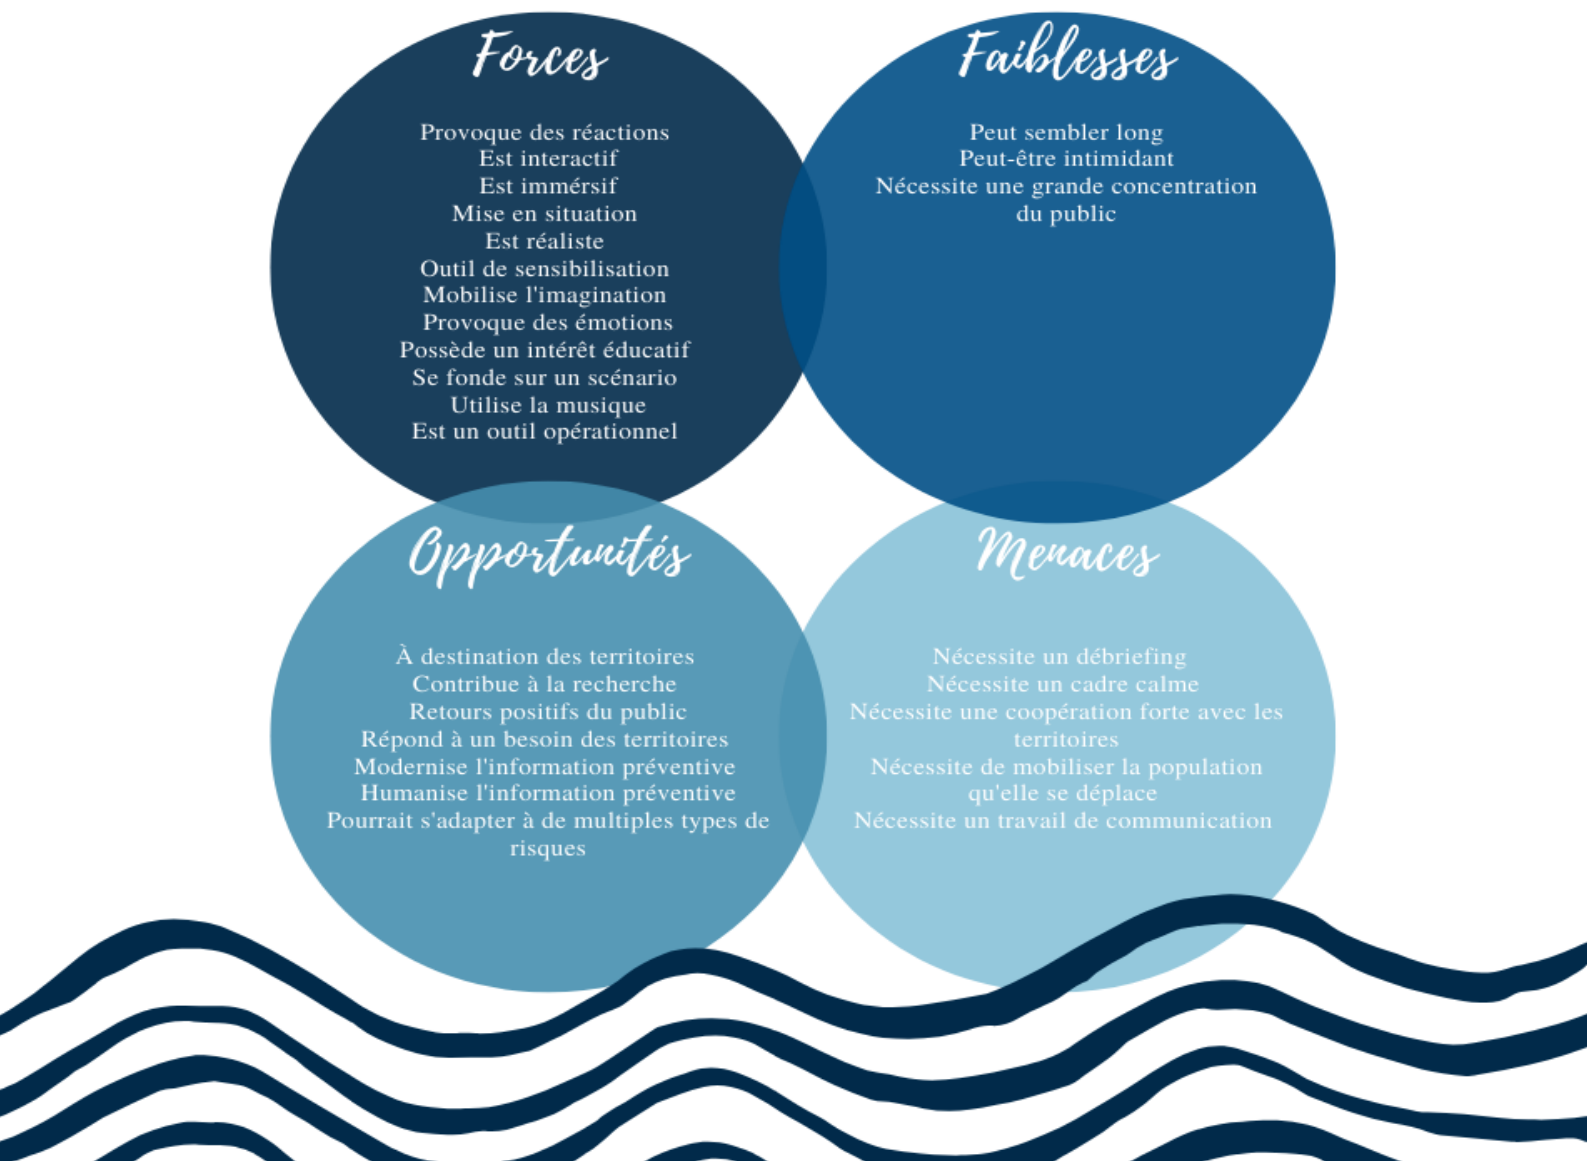 Forces
Provoque des réactions
Est interactif
Est immérsif
Mise en situation
Est réaliste
Outil de sensibilisation
Mobilise l'imagination
Provoque des émotions
Possède un intérêt éducatif
Se fonde sur un scénario
Utilise la musique
Est un outil opérationnel
Faiblesses
Peut sembler long
Peut-être intimidant
Nécessite une grande concentration
du public
Opportunités
À destination des territoires
Contribue à la recherche
Retours positifs du public
Répond à un besoin des territoires
Modernise l'information préventive
Humanise l'information préventive
Pourrait s'adapter à de multiples types de
risques
Menaces
Nécessite un débriefing
Nécessite un cadre calme
Nécessite une coopération forte avec les
territoires
Nécessite de mobiliser la population
qu'elle se déplace
Nécessite un travail de communication